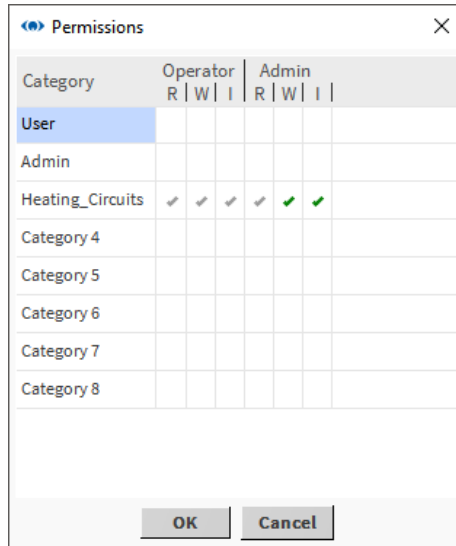 Permissions
Category Operator Admin
R W I R W I
User
Admin
Heating_Circuits
Category 4
Category 5
Category 6
Category 7
Category 8
OK Cancel